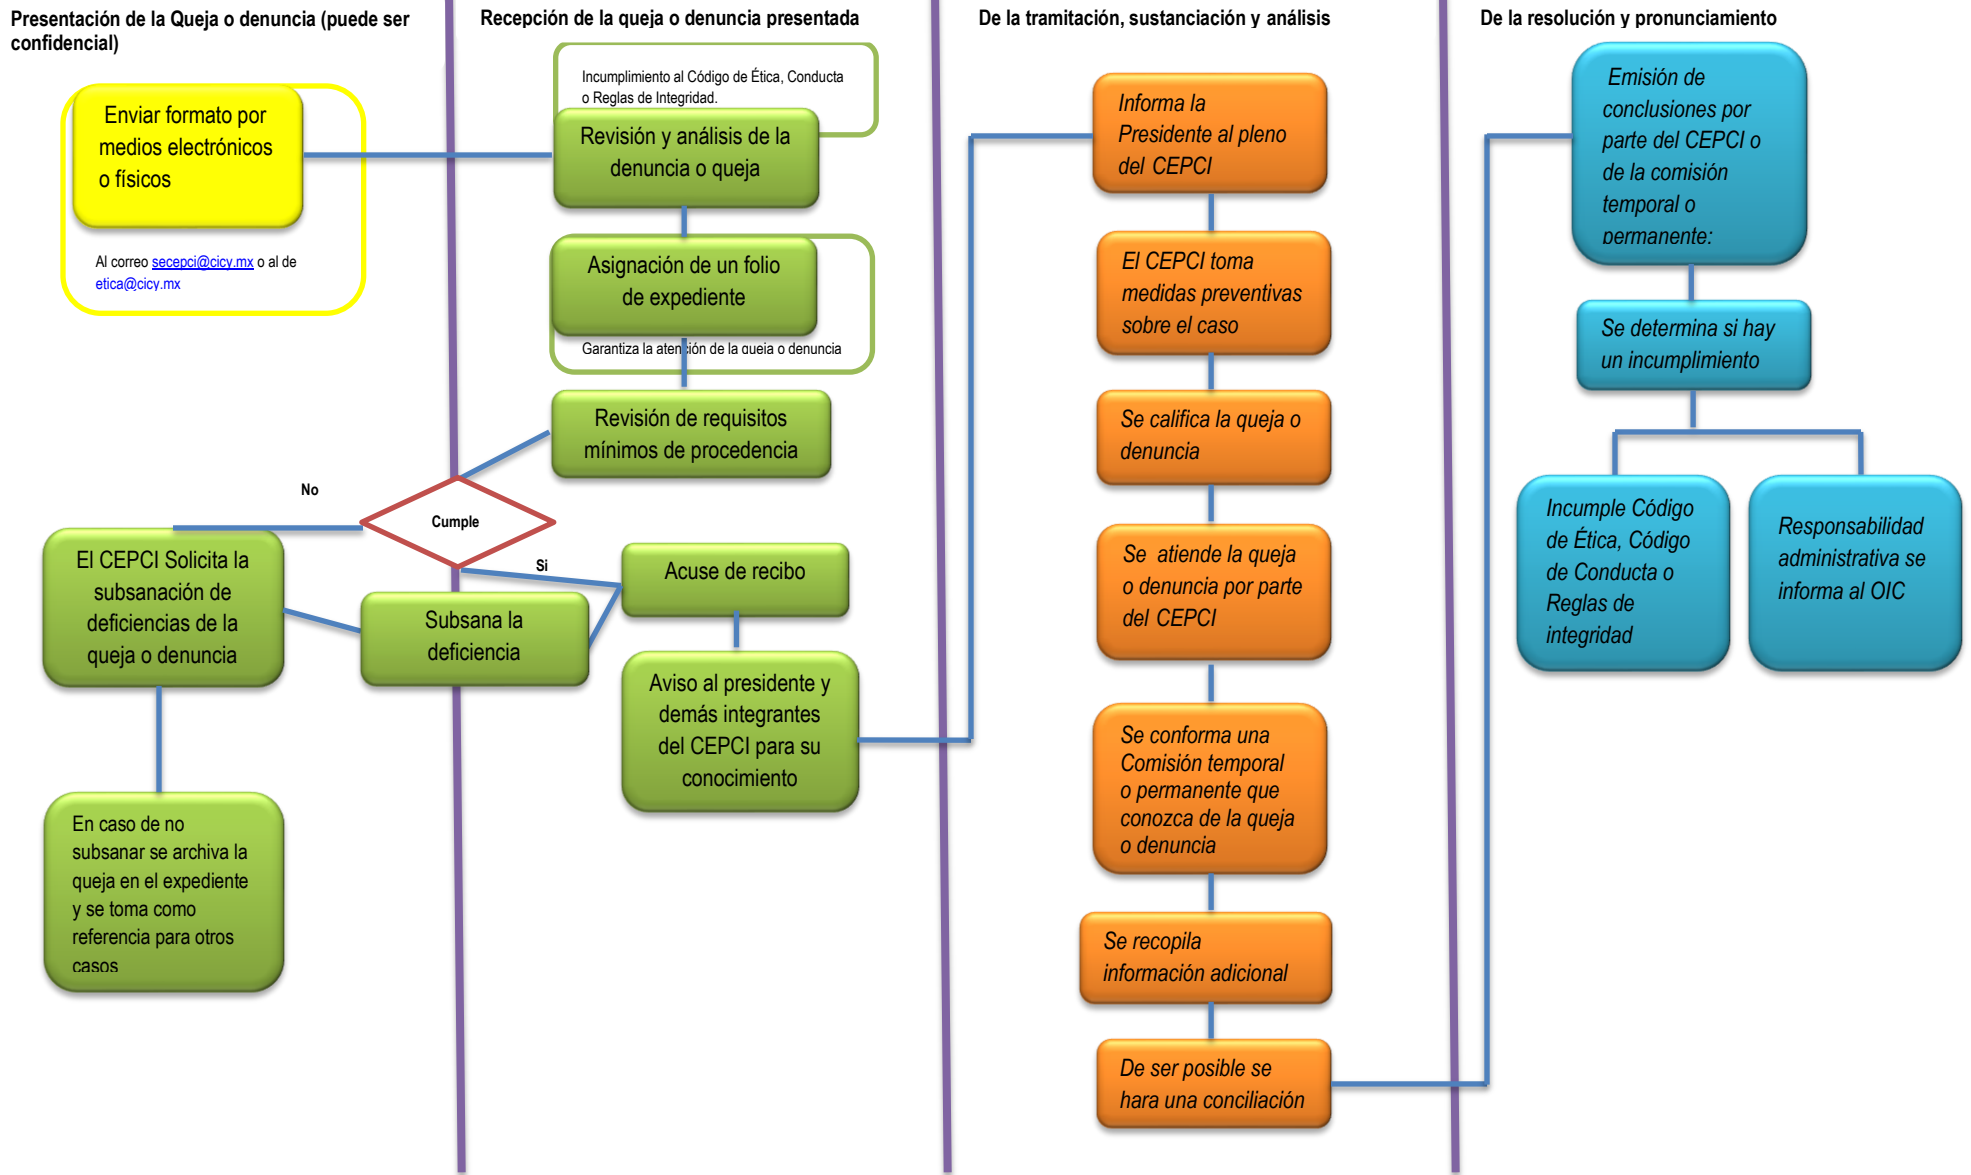 Presentación de la Queja o denuncia (puede ser
confidencial)
Enviar formato por
medios electrónicos
o físicos
Al correo secepci@cicy.mx o al de
etica@cicy.mx
Recepción de la queja o denuncia presentada
Incumplimiento al Código de Ética, Conducta
o Reglas de Integridad.
Revisión y análisis de la
denuncia o queja
Asignación de un folio
de expediente
Garantiza la atención de la queja o denuncia
Revisión de requisitos
mínimos de procedencia
No
Cumple
Si
El CEPCI Solicita la
subsanación de
deficiencias de la
queja o denuncia
Subsana la
deficiencia
Acuse de recibo
Aviso al presidente y
demás integrantes
del CEPCI para su
conocimiento
En caso de no
subsanar se archiva la
queja en el expediente
y se toma como
referencia para otros
casos
De la tramitación, sustanciación y análisis
Informa la
Presidente al pleno
del CEPCI
El CEPCI toma
medidas preventivas
sobre el caso
Se califica la queja o
denuncia
Se atiende la queja
o denuncia por parte
del CEPCI
Se conforma una
Comisión temporal
o permanente que
conozca de la queja
o denuncia
Se recopila
información adicional
De ser posible se
hara una conciliación
De la resolución y pronunciamiento
Emisión de
conclusiones por
parte del CEPCI o
de la comisión
temporal o
permanente:
Se determina si hay
un incumplimiento
Incumple Código
de Ética, Código
de Conducta o
Reglas de
integridad
Responsabilidad
administrativa se
informa al OIC